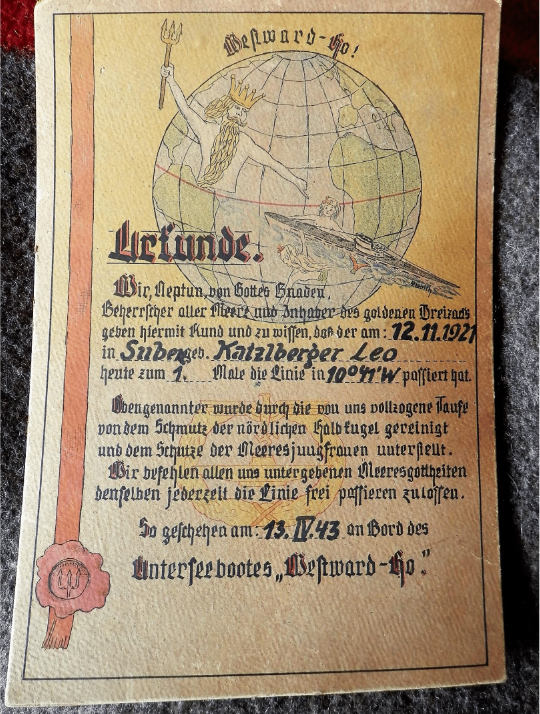 Westward-Ho!
Urkunde.
Wir, Neptun, von Gottes Gnaden,
Beherrscher aller Meere und Inhaber des goldenen Dreizacks
geben hiermit Kund und zu wissen, daß der am: 12.11.1921
in Suben geb. Katzlberger Leo
heute zum 1. Male die Linie in 10°41'W passiert hat.
Obengenannter wurde durch die von uns vollzogene Taufe
von dem Schmutz der nördlichen Halbkugel gereinigt
und dem Schutze der Meeresjungfrauen unterstellt.
Wir befehlen allen uns untergebenen Meeresgottheiten
denselben jederzeit die Linie frei passieren zu lassen.
So geschehen am: 13. IV. 43 an Bord des
Unterseebootes „Westward-Ho"